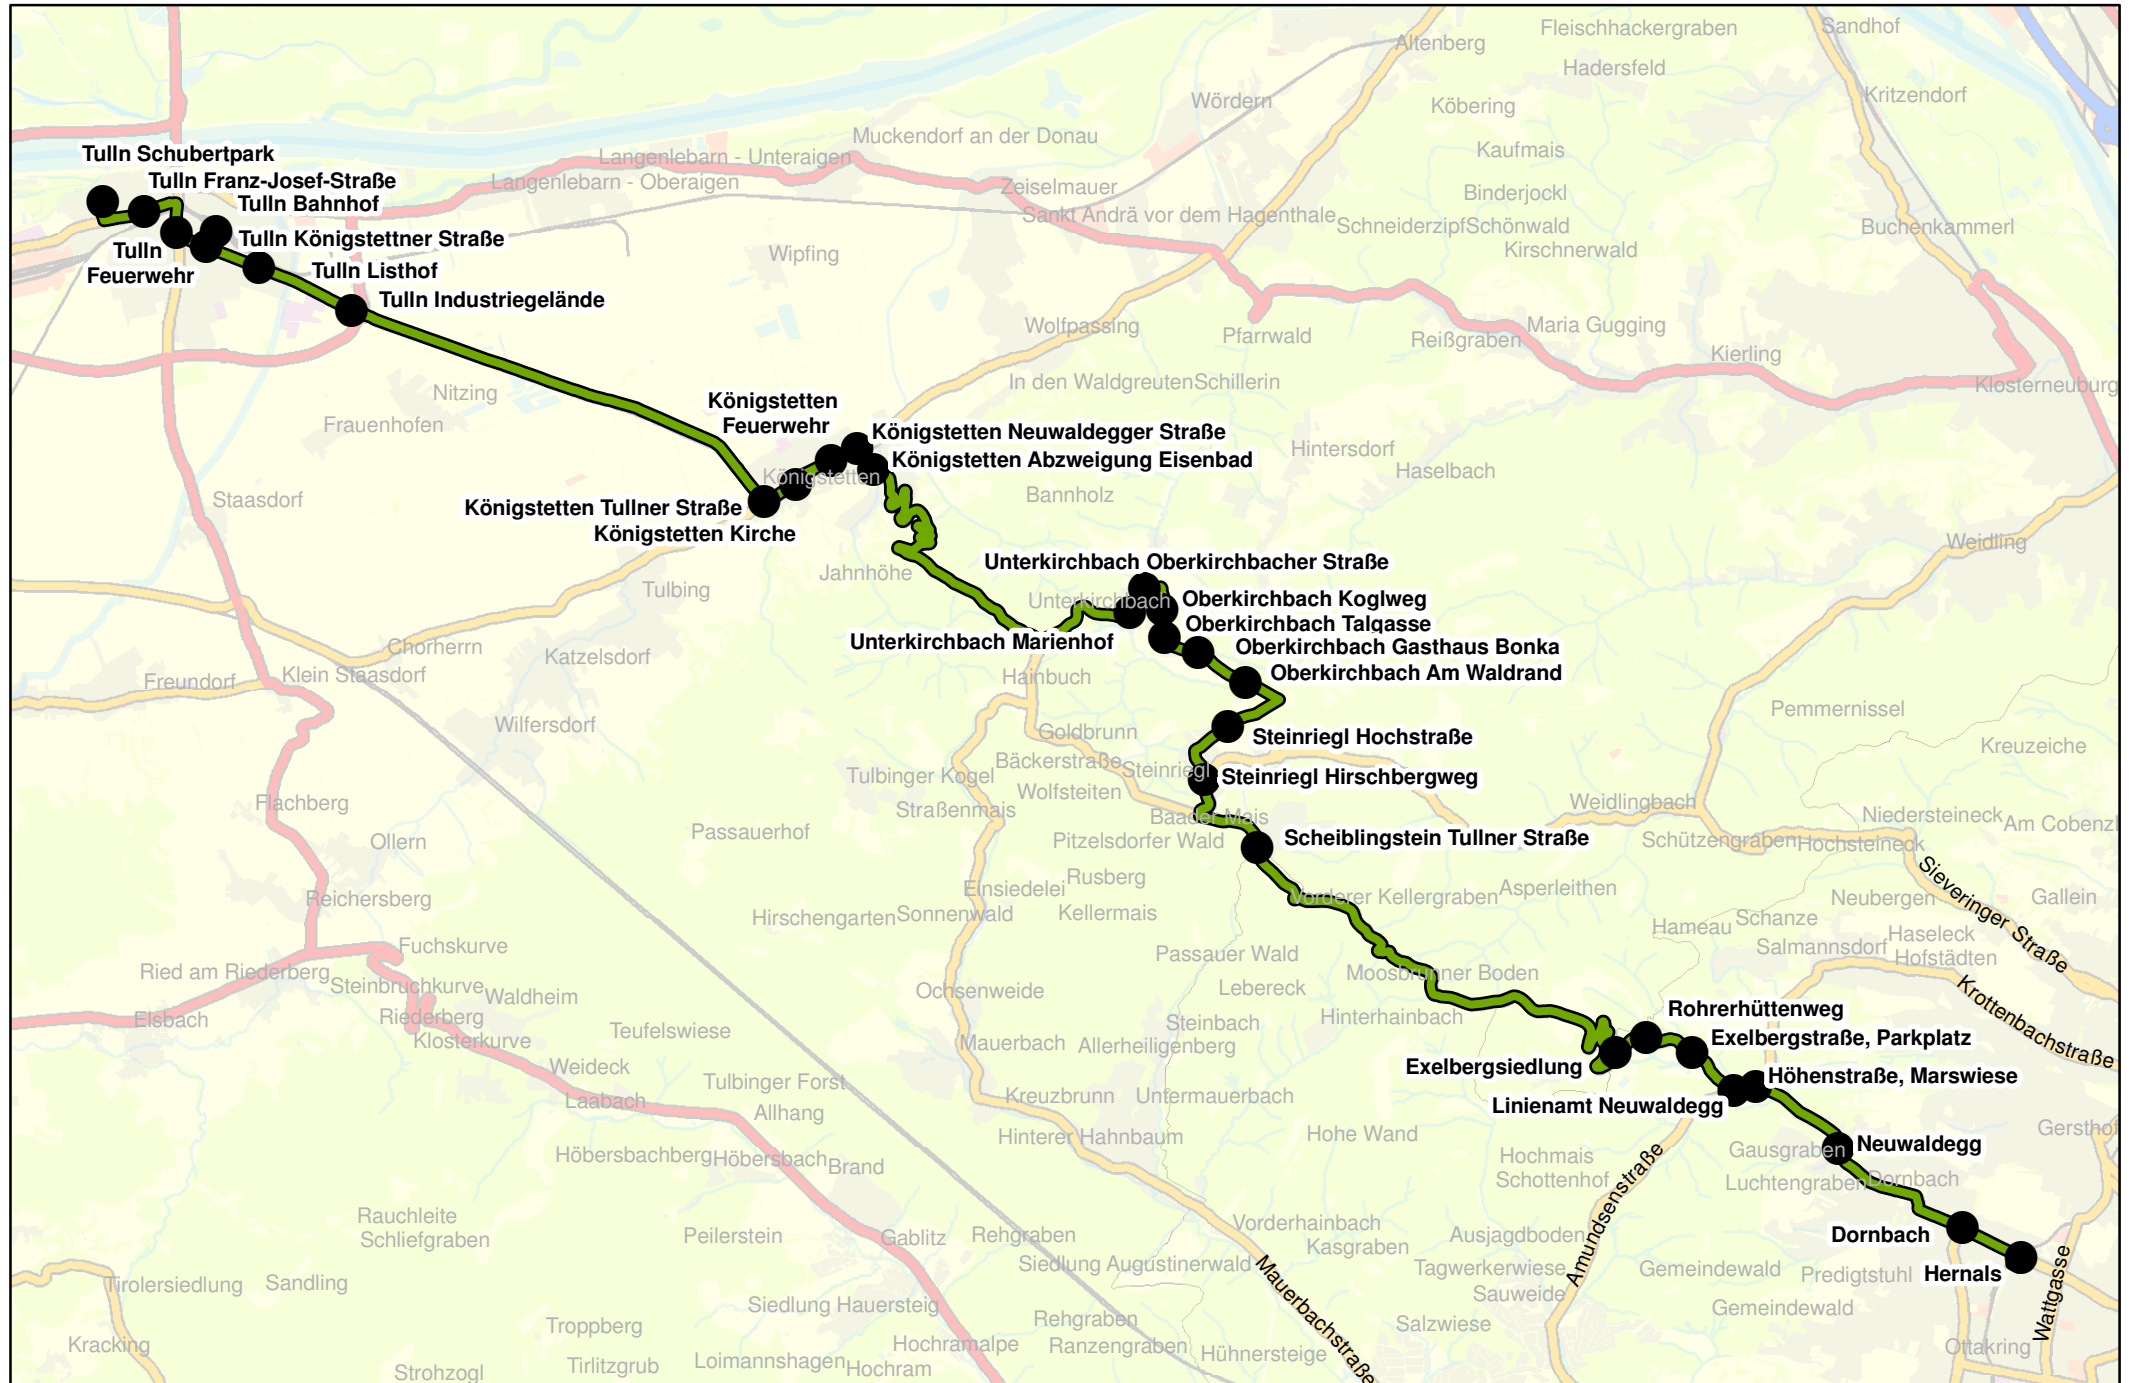 Fleischhackergraben
Sandhof
Altenberg
Hadersfeld
Wördern
Köbering
Kritzendorf
Muckendorf an der Donau
Kaufmais
Tulln Schubertpark
Langenlebarn - Unteraigen
Tulln Franz-Josef-Straße
Langenlebarn - Oberaigen
Zeiselmauer
Binderjockl
Tulln Bahnhof
Sankt Andrä vor dem Hagenthale
Schneiderzipf
Schönwald
Buchenkammerl
Tulln Königstettner Straße
Tulln
Feuerwehr
Wipfing
Kirschnerwald
Tulln Listhof
Tulln Industriegelände
Wolfpassing
Pfarrwald
Reißgraben
Maria Gugging
Kierling
Nitzing
In den Waldgreuten
Schillerin
Klosterneuburg
Königstetten
Feuerwehr
Frauenhofen
Königstetten Neuwaldegger Straße
Königstetten Abzweigung Eisenbad
Hintersdorf
Haselbach
Königstetten
Staasdorf
Bannholz
Königstetten Tullner Straße
Königstetten Kirche
Weidling
Unterkirchbach Oberkirchbacher Straße
Jahnhöhe
Tulbing
Unterkirchbach
Oberkirchbach Koglweg
Oberkirchbach Talgasse
Unterkirchbach Marienhof
Oberkirchbach Gasthaus Bonka
Chorherrn
Katzelsdorf
Oberkirchbach Am Waldrand
Freundorf
Klein Staasdorf
Hainbuch
Pemmernissel
Wilfersdorf
Goldbrunn
Steinriegl Hochstraße
Kreuzeiche
Bäckerstraße
Steinriegl
Tulbinger Kogel
Steinriegl Hirschbergweg
Wolfsteiten
Flachberg
Straßenmais
Weidlingbach
Baader Mais
Niedersteineck
Am Cobenzl
Passauerhof
Ollern
Pitzelsdorfer Wald
Scheiblingstein Tullner Straße
Schützengraben
Hochsteineck
Einsiedelei
Rusberg
Asperleithen
Reichersberg
Vorderer Kellergraben
Neubergen
Gallein
Sieveringer Straße
Hirschengarten
Sonnenwald
Kellermais
Hameau
Schanze
Fuchskurve
Passauer Wald
Salmannsdorf
Haseleck
Hofstädten
Ried am Riederberg
Steinbruchkurve
Moosbrunner Boden
Waldheim
Ochsenweide
Lebereck
Krottenbachstraße
Elsbach
Riederberg
Teufelswiese
Steinbach
Hinterhainbach
Rohrerhüttenweg
Klosterkurve
Mauerbach
Allerheiligenberg
Exelbergstraße, Parkplatz
Weideck
Exelbergsiedlung
Tulbinger Forst
Höhenstraße, Marswiese
Laabach
Allhang
Kreuzbrunn
Untermauerbach
Linienamt Neuwaldegg
Hinterer Hahnbaum
Hohe Wand
Gersthof
Höbersbachberg
Höbersbach
Brand
Hochmais
Schottenhof
Gausgraben
Neuwaldegg
Luchtengraben
Dornbach
Amundsenstraße
Rauchleite
Schliefgraben
Peilerstein
Gablitz
Rehgraben
Vorderhainbach
Kasgraben
Ausjagdboden
Dornbach
Siedlung Augustinerwald
Tagwerkerwiese
Gemeindewald
Predigtstuhl
Hernals
Tirolersiedlung
Sandling
Sauweide
Wattgasse
Siedlung Hauersteig
Mauerbachstraße
Gemeindewald
Troppberg
Rehgraben
Salzwiese
Kracking
Hochramalpe
Ranzengraben
Hühnersteige
Ottakring
Strohzogl
Tirlitzgrub
Loimannshagen
Hochram